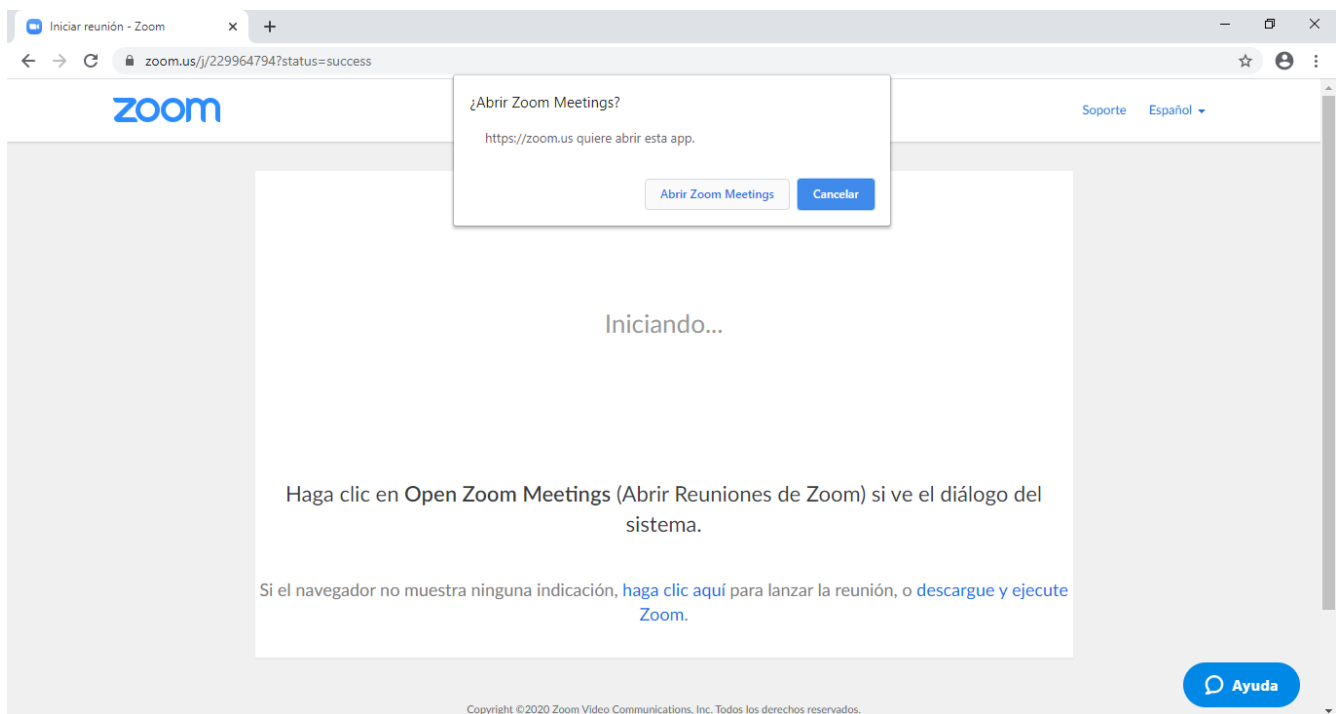 Iniciar reunión - Zoom
zoom.us/j/229964794?status=success
zoom
Soporte Español
¿Abrir Zoom Meetings?
https://zoom.us quiere abrir esta app.
Abrir Zoom Meetings Cancelar
Iniciando...
Haga clic en Open Zoom Meetings (Abrir Reuniones de Zoom) si ve el diálogo del
sistema.
Si el navegador no muestra ninguna indicación, haga clic aquí para lanzar la reunión, o descargue y ejecute
Zoom.
Ayuda
Copyright ©2020 Zoom Video Communications, Inc. Todos los derechos reservados.